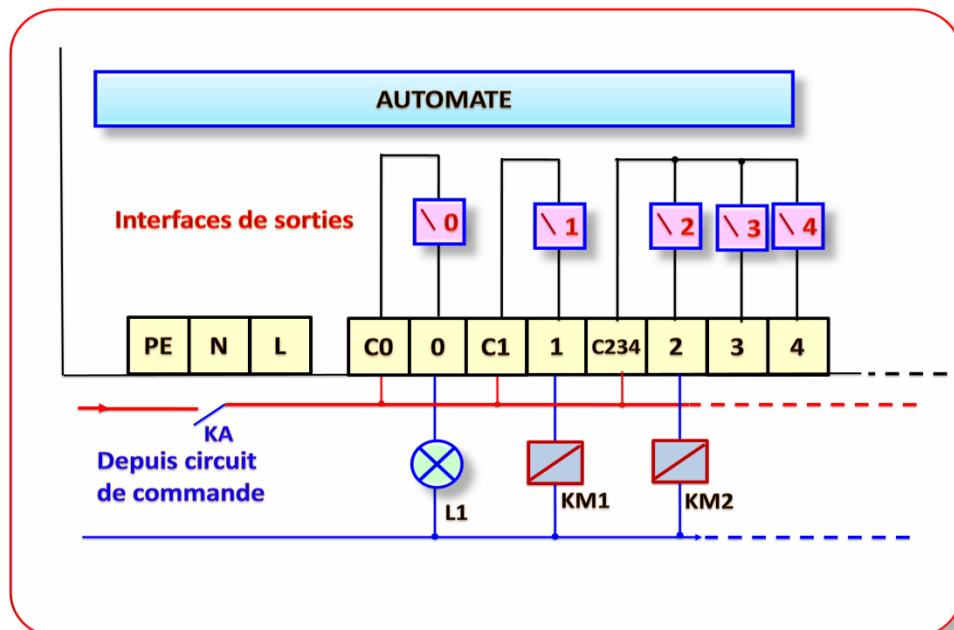 AUTOMATE
Interfaces de sorties
\ 0
\ 1
\ 2
\ 3
\ 4
PE N L C0 0 C1 1 C234 2 3 4
KA
Depuis circuit
de commande
L1
KM1
KM2